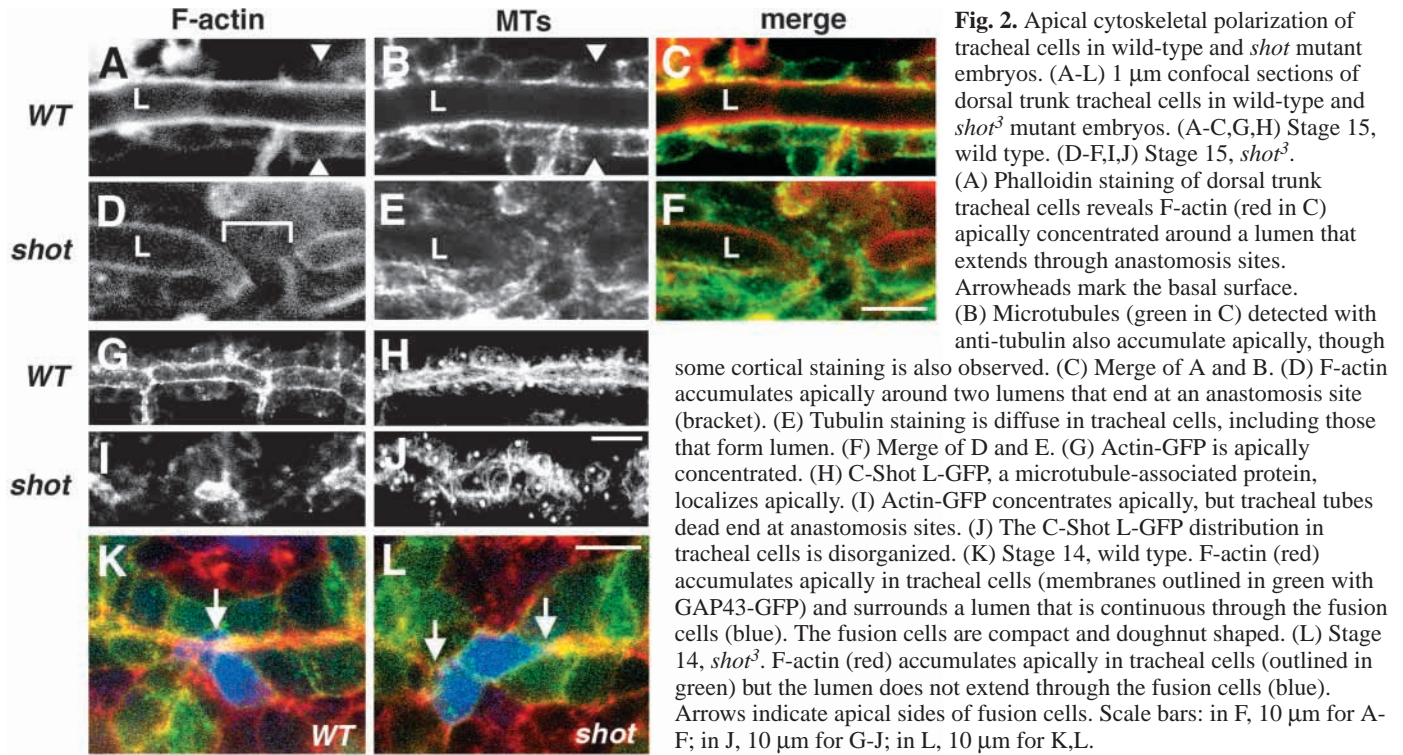 F-actin
MTs
merge
WT
A
L
B
L
C
L
shot
D
L
E
L
F
L
WT
G
H
shot
I
J
K
WT
L
shot
Fig. 2. Apical cytoskeletal polarization of
tracheal cells in wild-type and shot mutant
embryos. (A-L) 1 μm confocal sections of
dorsal trunk tracheal cells in wild-type and
shot³ mutant embryos. (A-C,G,H) Stage 15,
wild type. (D-F,I,J) Stage 15, shot³.
(A) Phalloidin staining of dorsal trunk
tracheal cells reveals F-actin (red in C)
apically concentrated around a lumen that
extends through anastomosis sites.
Arrowheads mark the basal surface.
(B) Microtubules (green in C) detected with
anti-tubulin also accumulate apically, though
some cortical staining is also observed. (C) Merge of A and B. (D) F-actin
accumulates apically around two lumens that end at an anastomosis site
(bracket). (E) Tubulin staining is diffuse in tracheal cells, including those
that form lumen. (F) Merge of D and E. (G) Actin-GFP is apically
concentrated. (H) C-Shot L-GFP, a microtubule-associated protein,
localizes apically. (I) Actin-GFP concentrates apically, but tracheal tubes
dead end at anastomosis sites. (J) The C-Shot L-GFP distribution in
tracheal cells is disorganized. (K) Stage 14, wild type. F-actin (red)
accumulates apically in tracheal cells (membranes outlined in green with
GAP43-GFP) and surrounds a lumen that is continuous through the fusion
cells (blue). The fusion cells are compact and doughnut shaped. (L) Stage
14, shot³. F-actin (red) accumulates apically in tracheal cells (outlined in
green) but the lumen does not extend through the fusion cells (blue).
Arrows indicate apical sides of fusion cells. Scale bars: in F, 10 μm for A-
F; in J, 10 μm for G-J; in L, 10 μm for K,L.